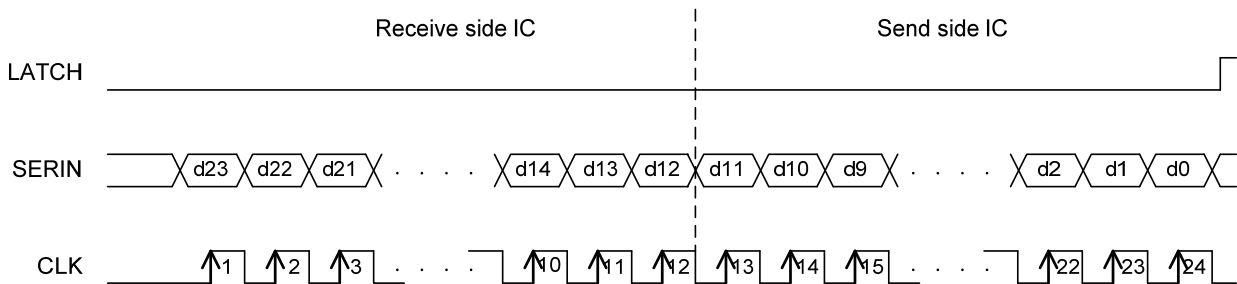 Receive side IC Send side IC
LATCH
SERIN d23 d22 d21 . . . . d14 d13 d12 d11 d10 d9 . . . . d2 d1 d0
CLK 1 2 3 . . . . 10 11 12 13 14 15 . . . . 22 23 24